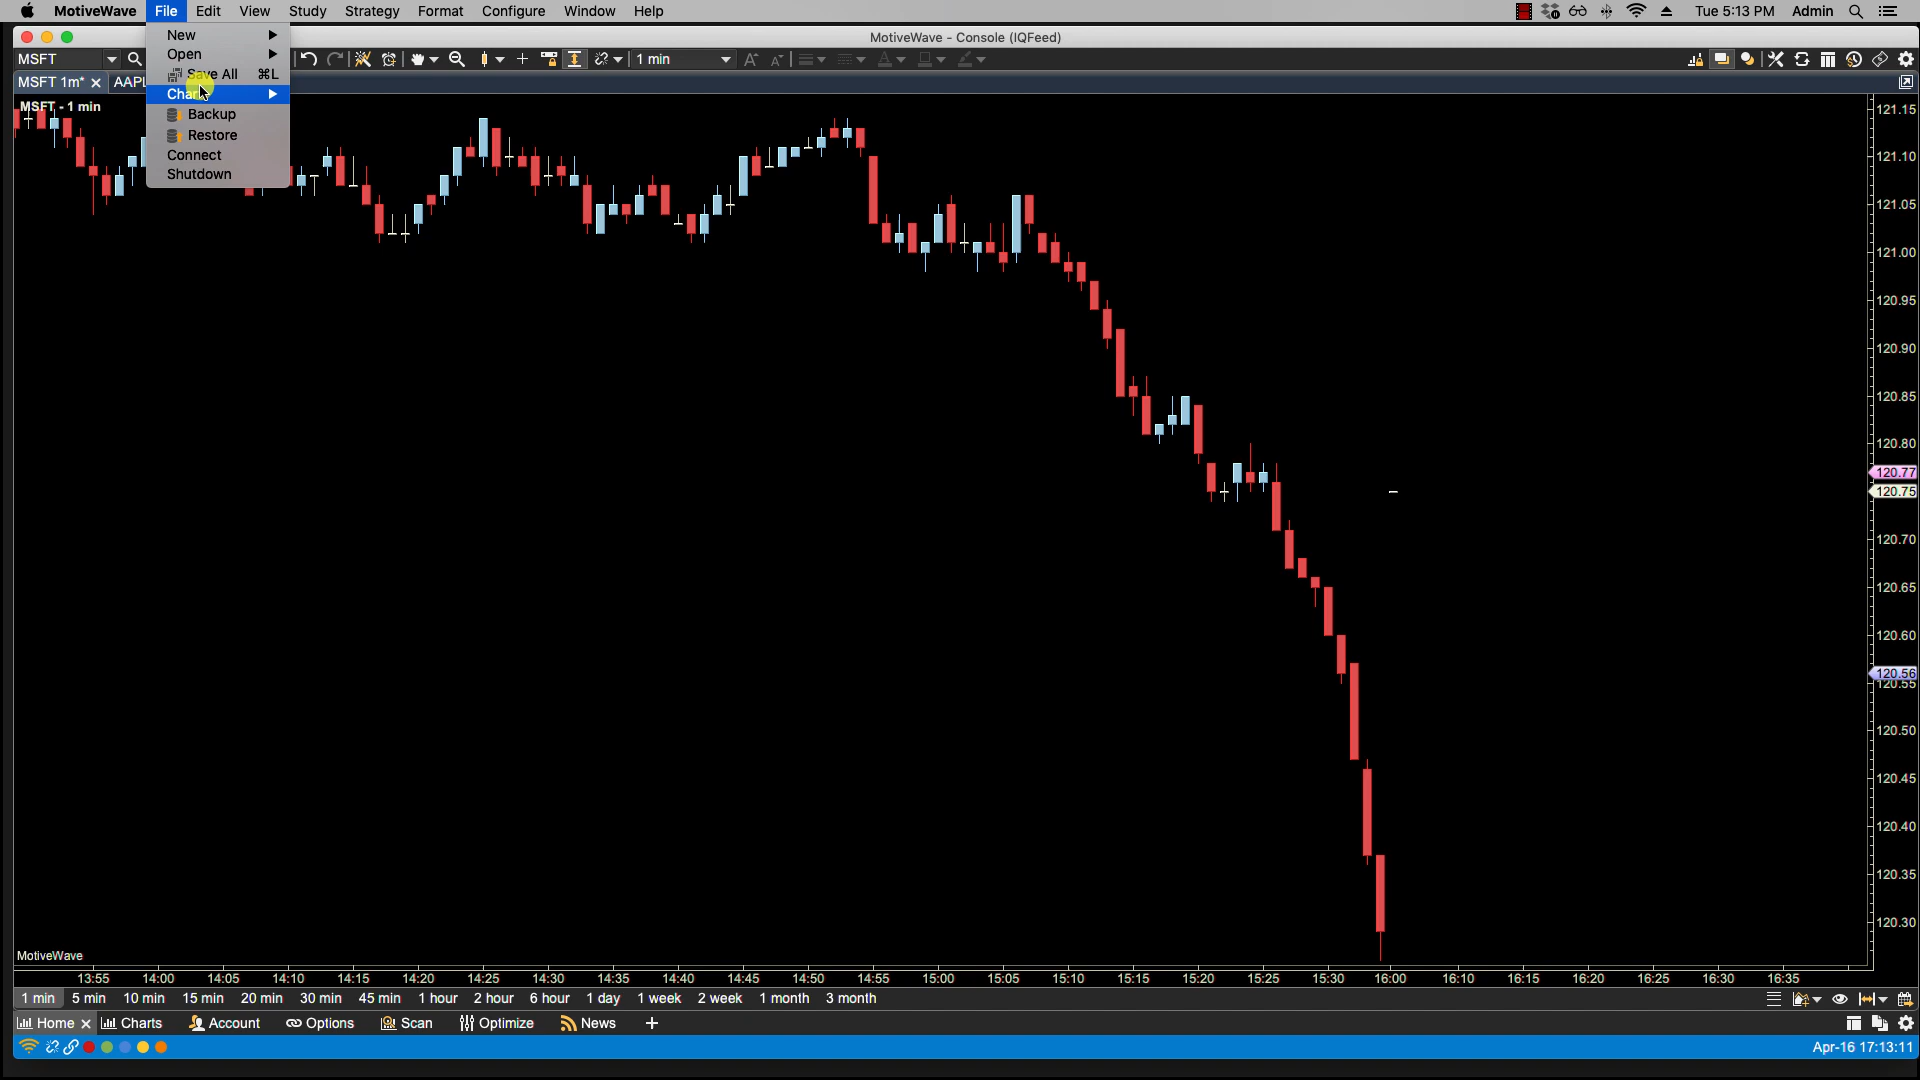 MotiveWave File Edit View Study Strategy Format Configure Window Help Tue 5:13 PM Admin
MotiveWave - Console (IQFeed)
MSFT 1 min
MSFT 1m* AAPL
New
Open
Save All ⌘L
Backup
Restore
Connect
Shutdown
MSFT - 1 min
121.15
121.10
121.05
121.00
120.95
120.90
120.85
120.80
120.77
120.75
120.70
120.65
120.60
120.56
120.55
120.50
120.45
120.40
120.35
120.30
MotiveWave
13:55 14:00 14:05 14:10 14:15 14:20 14:25 14:30 14:35 14:40 14:45 14:50 14:55 15:00 15:05 15:10 15:15 15:20 15:25 15:30 16:00 16:10 16:15 16:20 16:25 16:30 16:35
1 min 5 min 10 min 15 min 20 min 30 min 45 min 1 hour 2 hour 6 hour 1 day 1 week 2 week 1 month 3 month
Home Charts Account Options Scan Optimize News
Apr-16 17:13:11